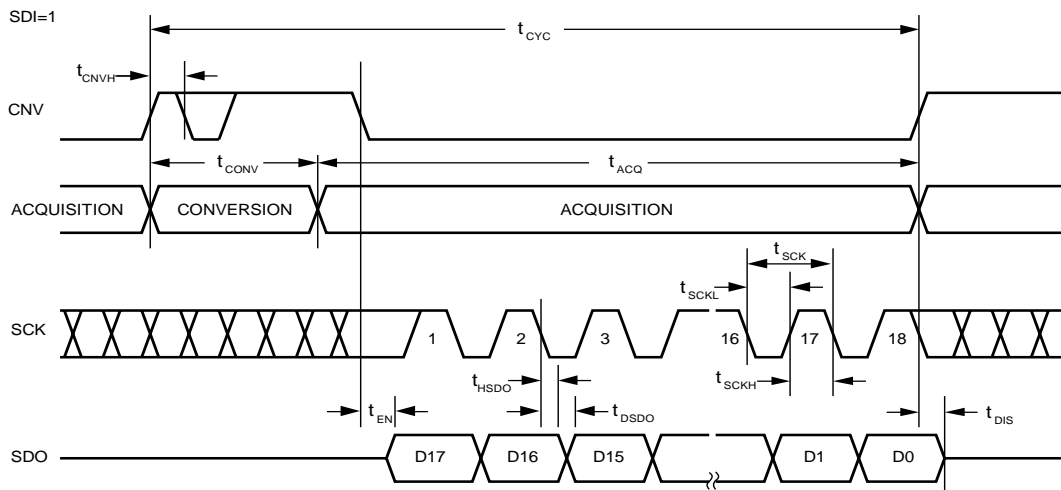 SDI=1
tCYC
tCNVH
CNV
tCONV
tACQ
ACQUISITION
CONVERSION
ACQUISITION
tSCK
tSCKL
SCK
1
2
3
16
17
18
tHSDO
tSCKH
tEN
tDSDO
tDIS
SDO
D17
D16
D15
D1
D0